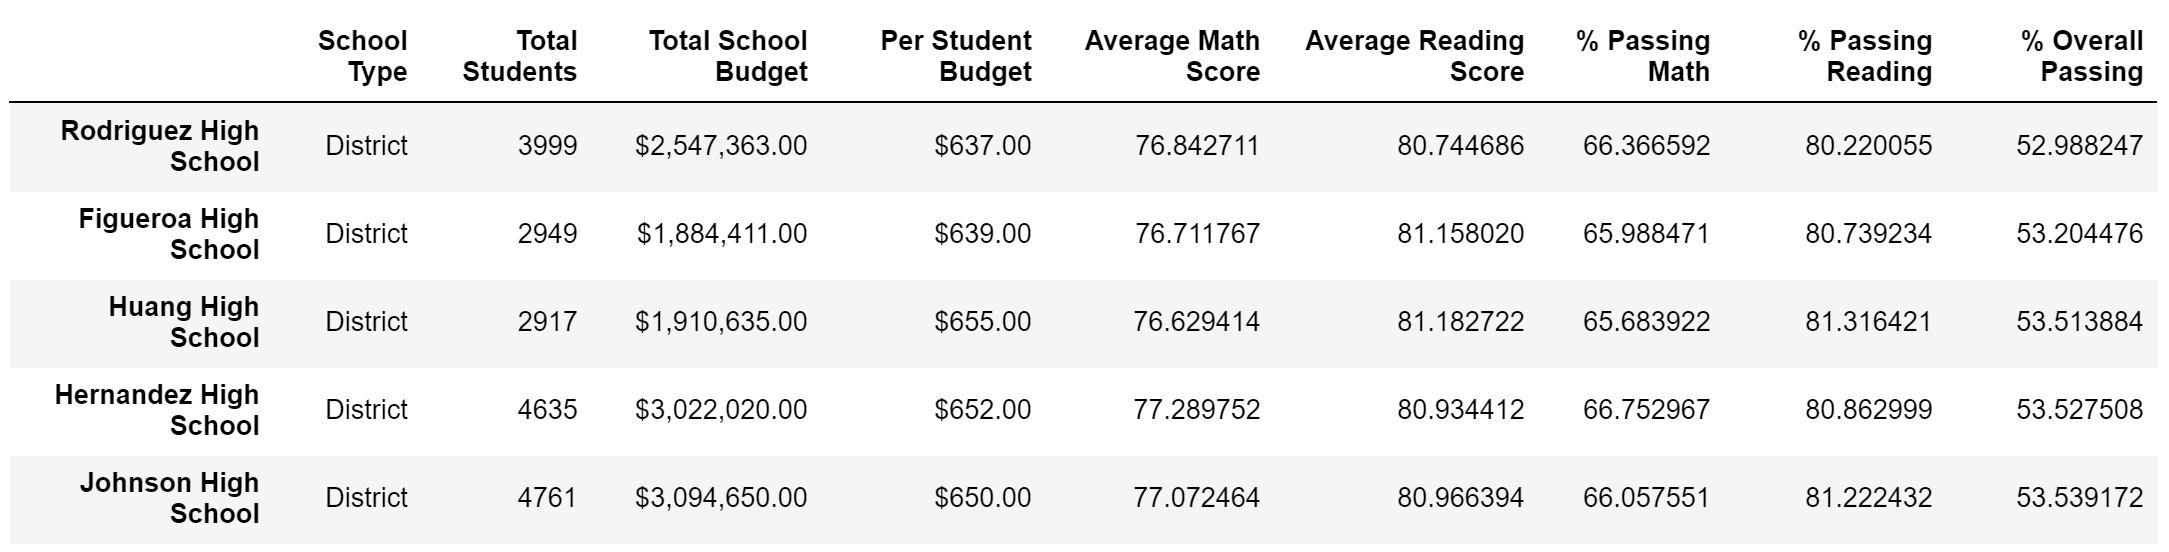 School Type Total Students Total School Budget Per Student Budget Average Math Score Average Reading Score % Passing Math % Passing Reading % Overall Passing
Rodriguez High School District 3999 $2,547,363.00 $637.00 76.842711 80.744686 66.366592 80.220055 52.988247
Figueroa High School District 2949 $1,884,411.00 $639.00 76.711767 81.158020 65.988471 80.739234 53.204476
Huang High School District 2917 $1,910,635.00 $655.00 76.629414 81.182722 65.683922 81.316421 53.513884
Hernandez High School District 4635 $3,022,020.00 $652.00 77.289752 80.934412 66.752967 80.862999 53.527508
Johnson High School District 4761 $3,094,650.00 $650.00 77.072464 80.966394 66.057551 81.222432 53.539172